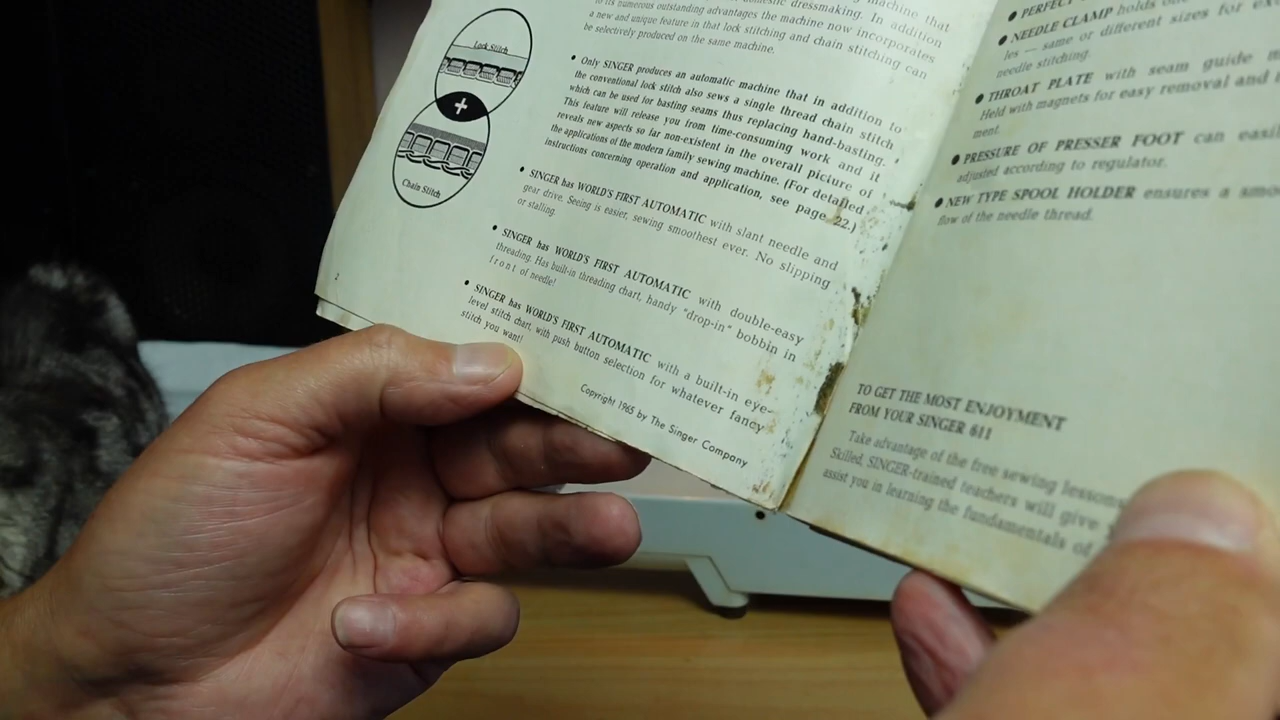 Lock Stitch
+
Chain Stitch
to its numerous outstanding advantages the machine now incorporates
a new and unique feature in that lock stitching and chain stitching can
be selectively produced on the same machine.
• Only SINGER produces an automatic machine that in addition to
the conventional lock stitch also sews a single thread chain stitch
which can be used for basting seams thus replacing hand-basting.
This feature will release you from time-consuming work and it
reveals new aspects so far non-existent in the overall picture of
the applications of the modern family sewing machine. (For detailed
instructions concerning operation and application, see page 22.)
• SINGER has WORLD'S FIRST AUTOMATIC with slant needle and
gear drive. Seeing is easier, sewing smoothest ever. No slipping
or stalling.
• SINGER has WORLD'S FIRST AUTOMATIC with double-easy
threading. Has built-in threading chart, handy "drop-in" bobbin in
front of needle!
• SINGER has WORLD'S FIRST AUTOMATIC with a built-in eye-
level stitch chart, with push button selection for whatever fancy
stitch you want!
Copyright 1965 by The Singer Company
2
• PERFECT
• NEEDLE CLAMP holds
les — same or different sizes for
needle stitching.
• THROAT PLATE with seam guide
Held with magnets for easy removal and
ment.
• PRESSURE OF PRESSER FOOT can
adjusted according to regulator.
• NEW TYPE SPOOL HOLDER ensures a
flow of the needle thread.
TO GET THE MOST ENJOYMENT
FROM YOUR SINGER 611
Take advantage of the free sewing lessons
Skilled, SINGER-trained teachers will give
assist you in learning the fundamentals of